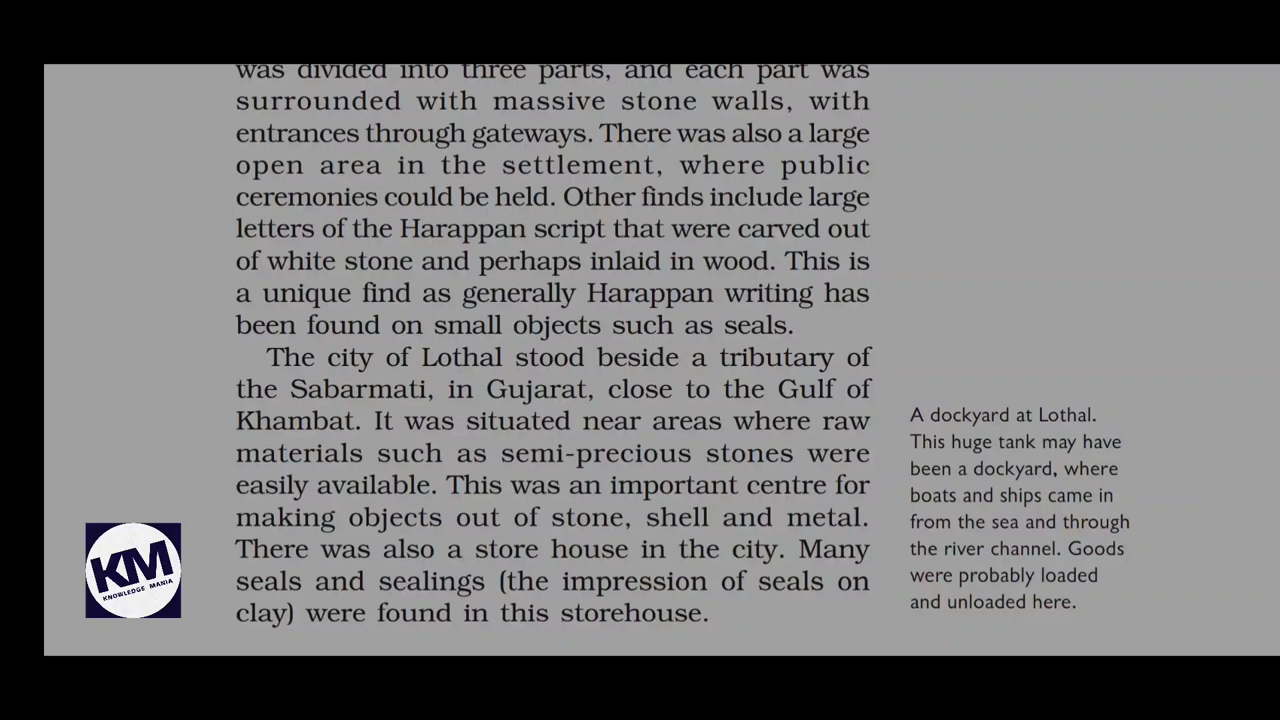 was divided into three parts, and each part was
surrounded with massive stone walls, with
entrances through gateways. There was also a large
open area in the settlement, where public
ceremonies could be held. Other finds include large
letters of the Harappan script that were carved out
of white stone and perhaps inlaid in wood. This is
a unique find as generally Harappan writing has
been found on small objects such as seals.
The city of Lothal stood beside a tributary of
the Sabarmati, in Gujarat, close to the Gulf of
Khambat. It was situated near areas where raw
materials such as semi-precious stones were
easily available. This was an important centre for
making objects out of stone, shell and metal.
There was also a store house in the city. Many
seals and sealings (the impression of seals on
clay) were found in this storehouse.
A dockyard at Lothal.
This huge tank may have
been a dockyard, where
boats and ships came in
from the sea and through
the river channel. Goods
were probably loaded
and unloaded here.
KM
KNOWLEDGE MANIA